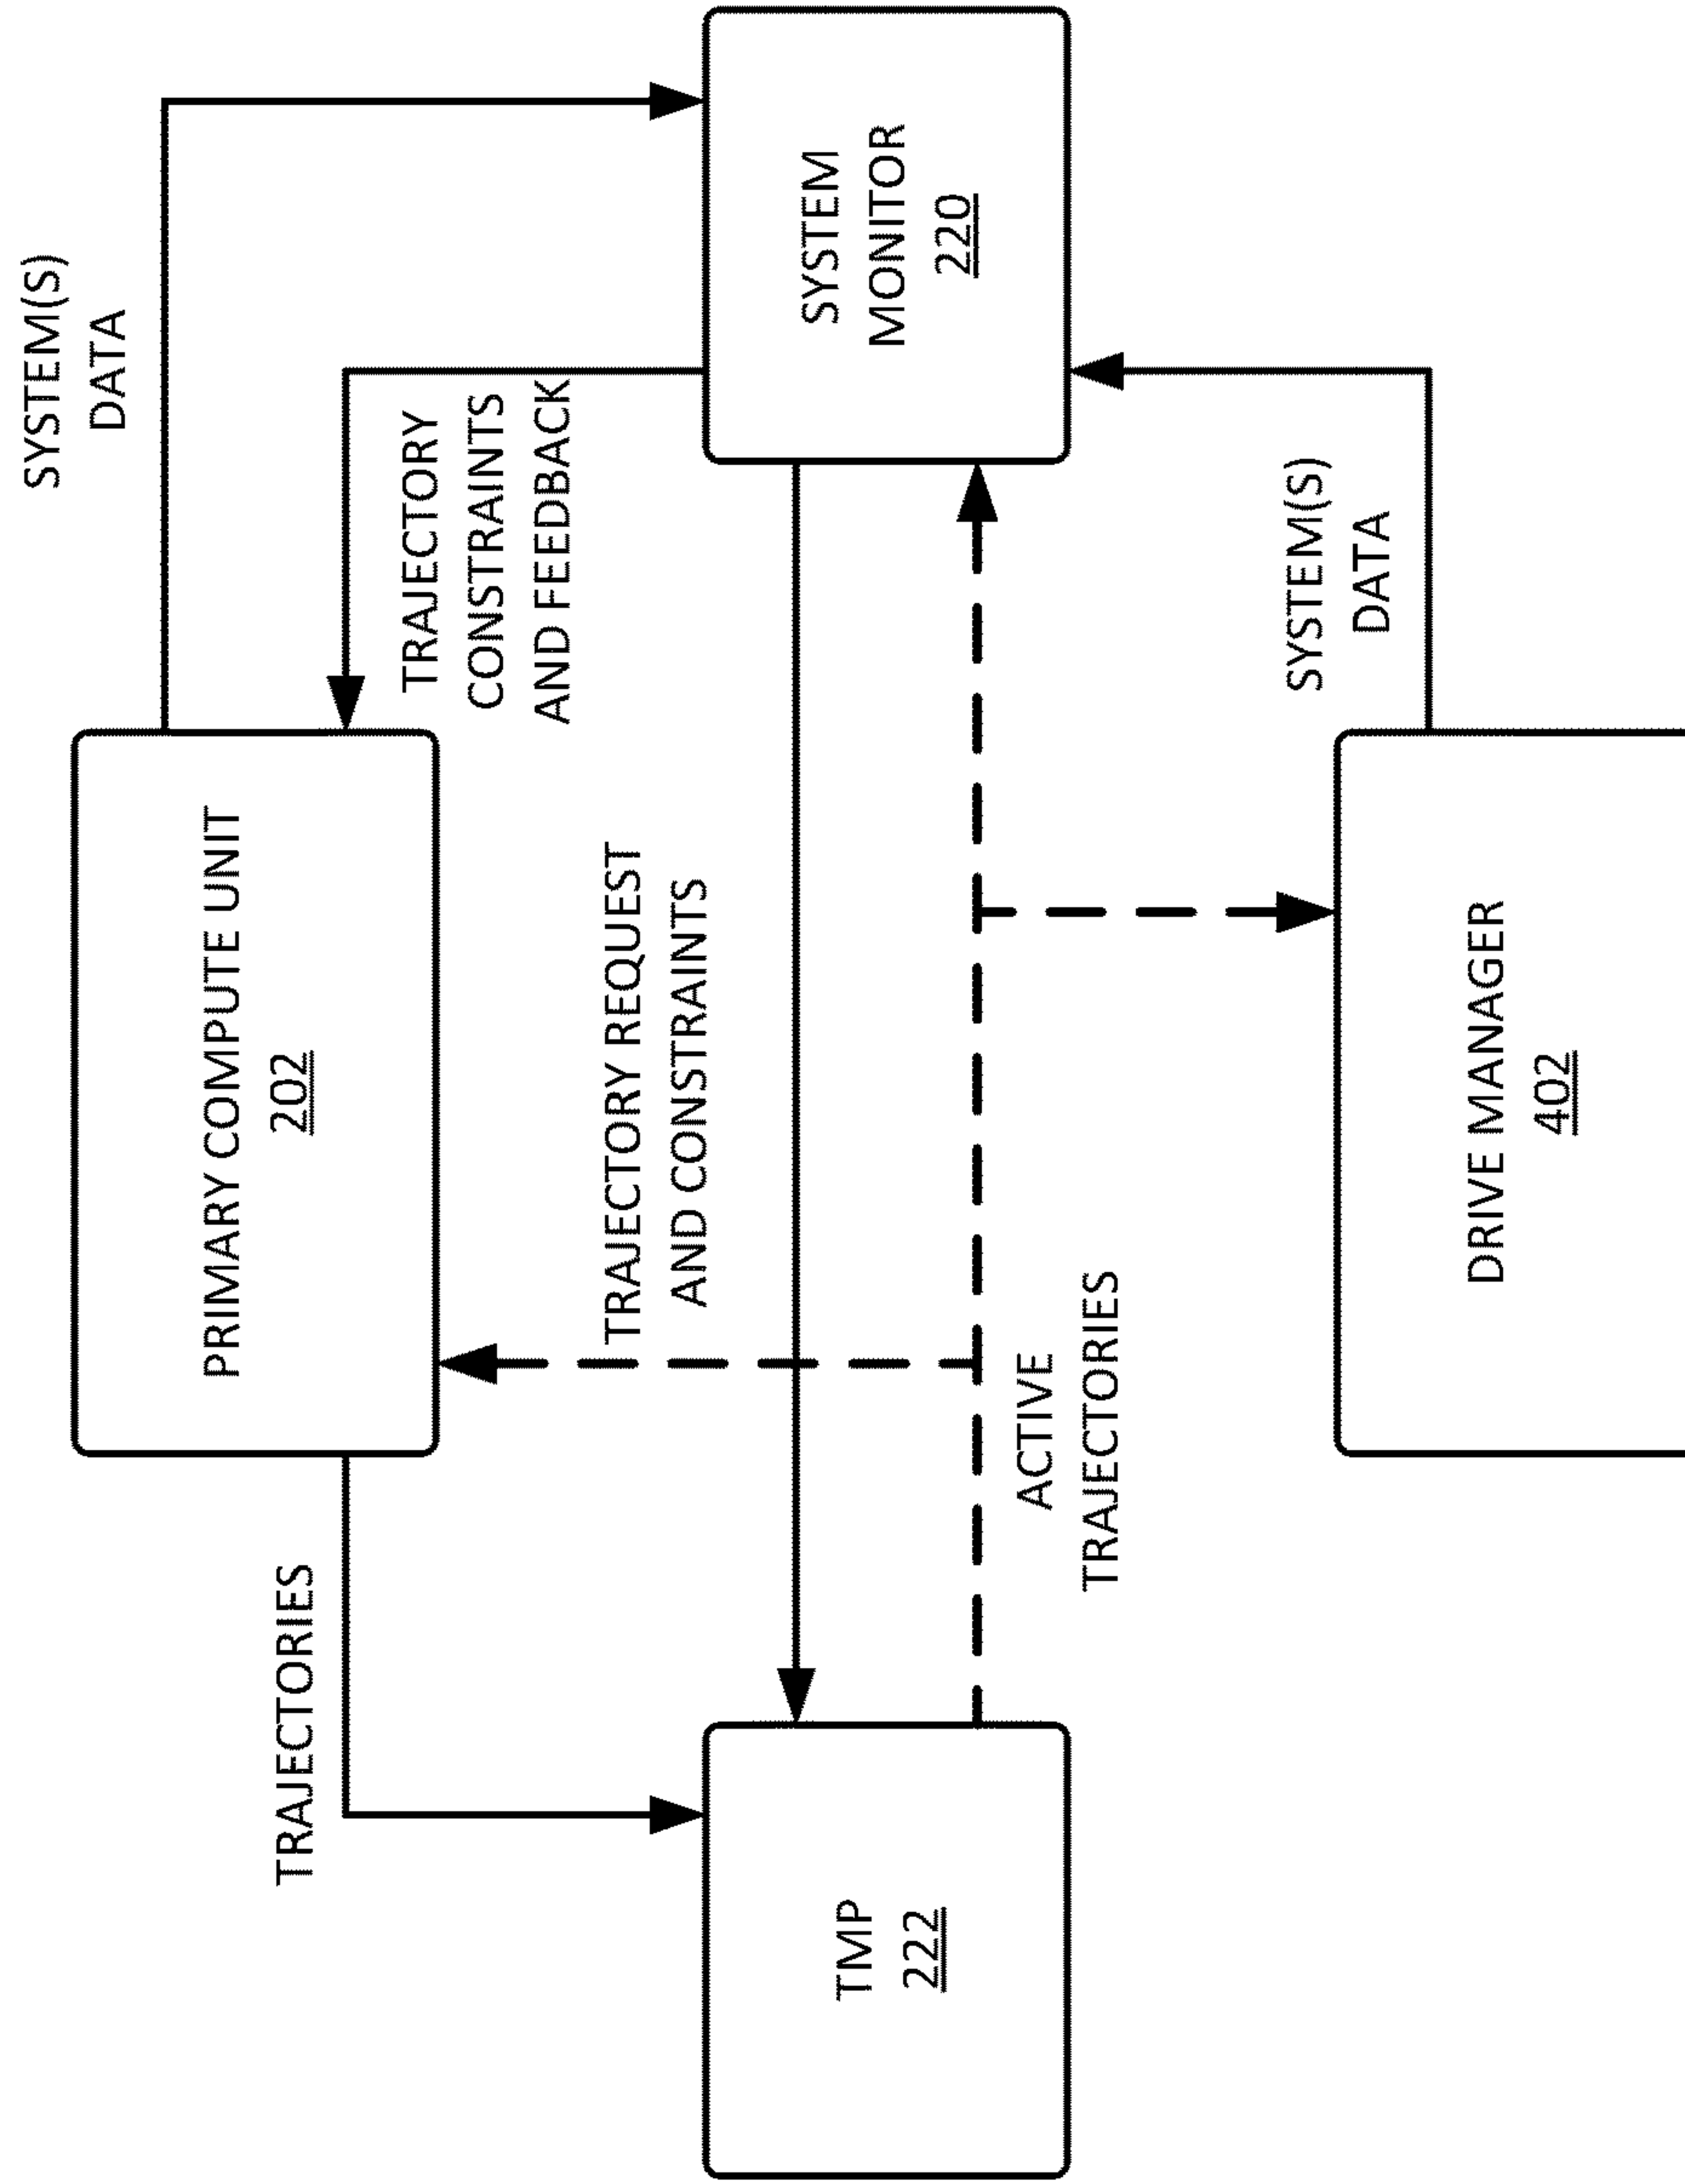 SYSTEM(S)
DATA
PRIMARY COMPUTE UNIT
202
TRAJECTORIES
TRAJECTORY
CONSTRAINTS
AND FEEDBACK
TRAJECTORY REQUEST
AND CONSTRAINTS
TMP
222
SYSTEM
MONITOR
220
ACTIVE
TRAJECTORIES
SYSTEM(S)
DATA
DRIVE MANAGER
402